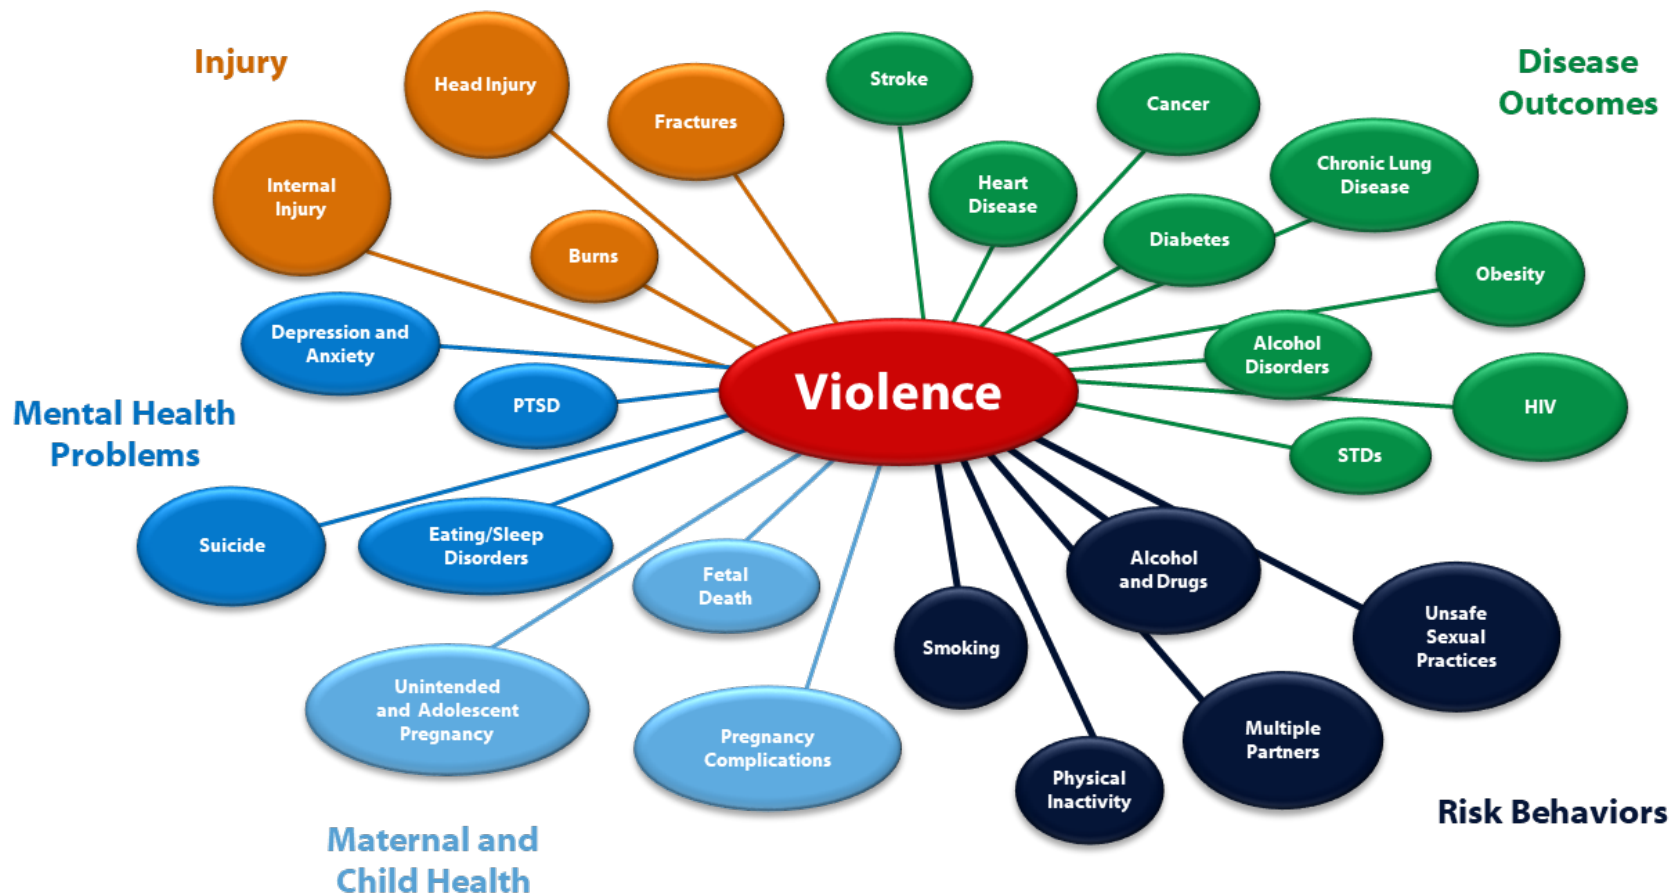 Injury
Head Injury
Fractures
Internal
Injury
Burns
Stroke
Cancer
Disease
Outcomes
Heart
Disease
Chronic Lung
Disease
Diabetes
Obesity
Alcohol
Disorders
HIV
STDs
Violence
Depression and
Anxiety
PTSD
Mental Health
Problems
Suicide
Eating/Sleep
Disorders
Fetal
Death
Unintended
and Adolescent
Pregnancy
Pregnancy
Complications
Maternal and
Child Health
Smoking
Alcohol
and Drugs
Unsafe
Sexual
Practices
Multiple
Partners
Physical
Inactivity
Risk Behaviors